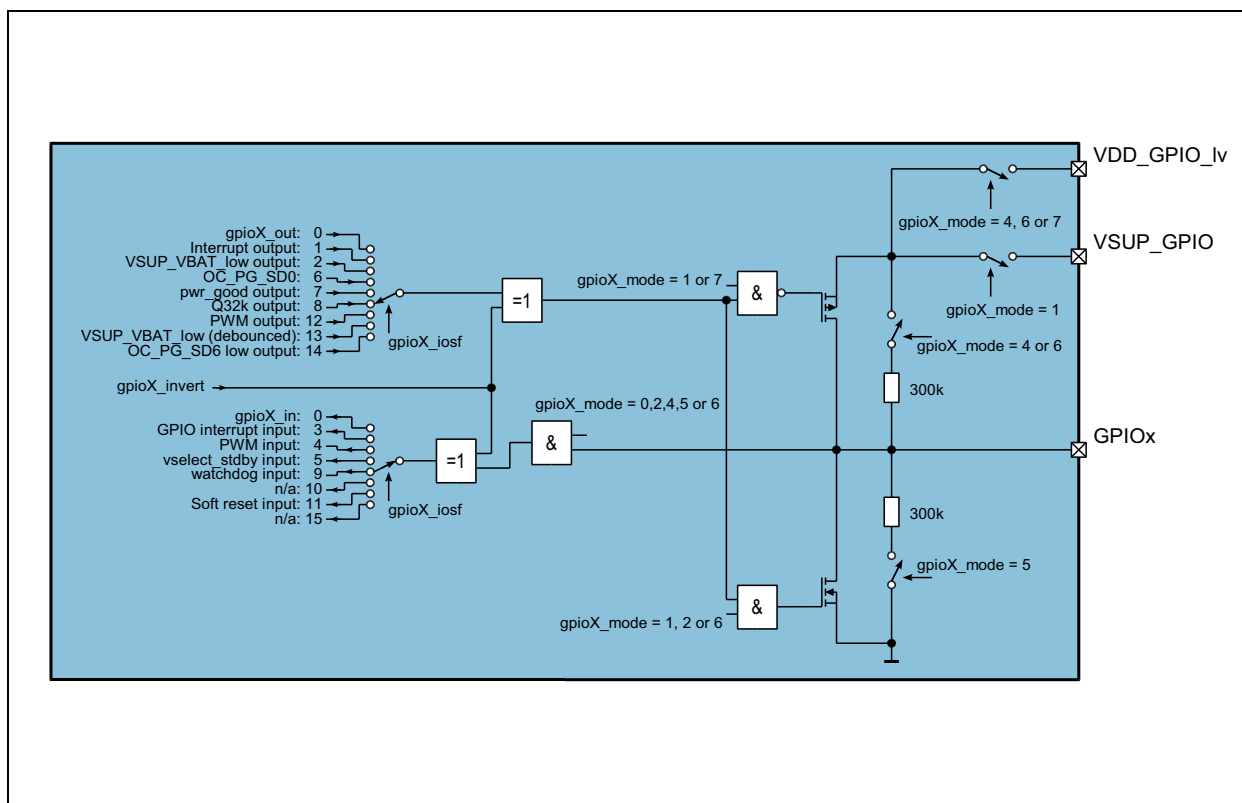 VDD_GPIO_lv
gpioX_mode = 4, 6 or 7
VSUP_GPIO
gpioX_mode = 1
gpioX_out: 0
Interrupt output: 1
VSUP_VBAT_low output: 2
OC_PG_SD0: 6
pwr_good output: 7
Q32k output: 8
PWM output: 12
VSUP_VBAT_low (debounced): 13
OC_PG_SD6 low output: 14
gpioX_iosf
=1
gpioX_mode = 1 or 7
&
gpioX_mode = 4 or 6
300k
gpioX_invert
gpioX_mode = 0,2,4,5 or 6
gpioX_in: 0
GPIO interrupt input: 3
PWM input: 4
vselect_stdby input: 5
watchdog input: 9
n/a: 10
Soft reset input: 11
n/a: 15
gpioX_iosf
=1
&
GPIOx
300k
gpioX_mode = 5
&
gpioX_mode = 1, 2 or 6